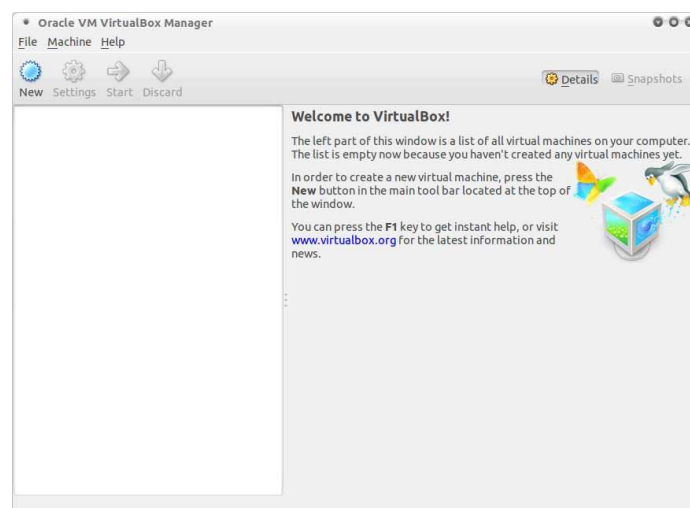 Oracle VM VirtualBox Manager
File Machine Help
New Settings Start Discard
Details Snapshots
Welcome to VirtualBox!
The left part of this window is a list of all virtual machines on your computer.
The list is empty now because you haven't created any virtual machines yet.
In order to create a new virtual machine, press the
New button in the main tool bar located at the top of
the window.
You can press the F1 key to get instant help, or visit
www.virtualbox.org for the latest information and
news.